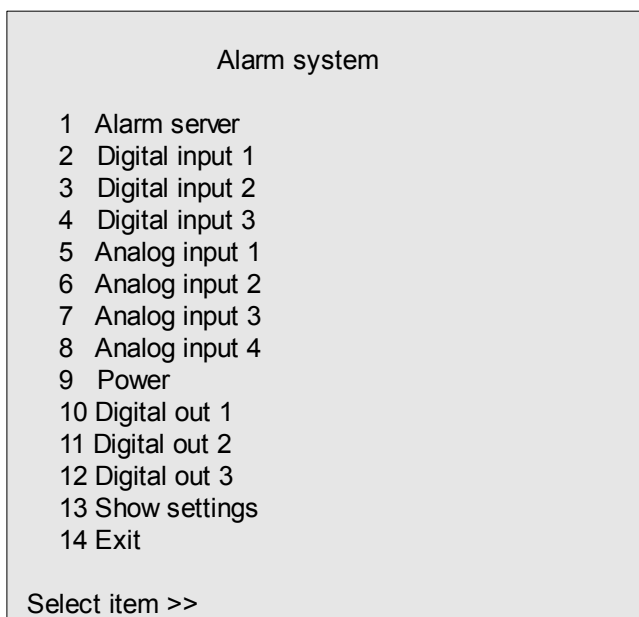 Alarm system
1 Alarm server
2 Digital input 1
3 Digital input 2
4 Digital input 3
5 Analog input 1
6 Analog input 2
7 Analog input 3
8 Analog input 4
9 Power
10 Digital out 1
11 Digital out 2
12 Digital out 3
13 Show settings
14 Exit
Select item >>